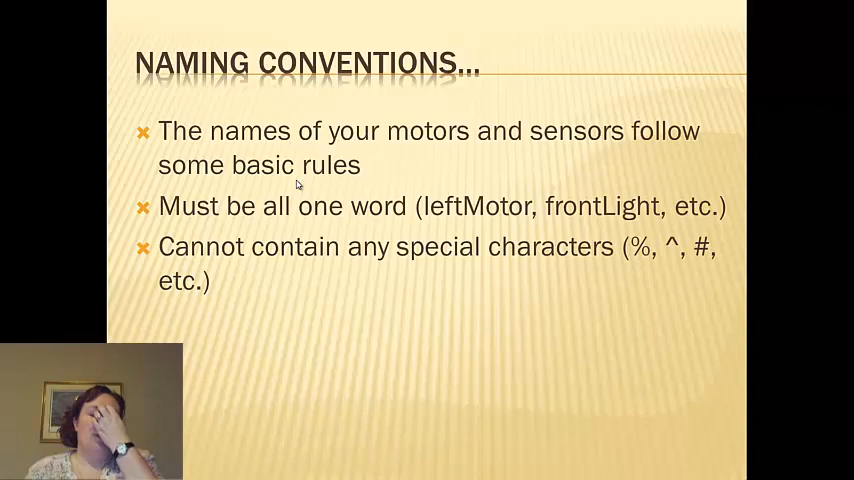 NAMING CONVENTIONS...
The names of your motors and sensors follow
some basic rules
Must be all one word (leftMotor, frontLight, etc.)
Cannot contain any special characters (%, ^, #,
etc.)